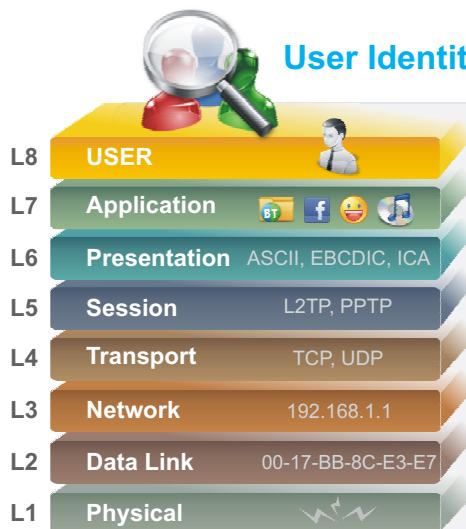 User Identit
L8 USER
L7 Application BT f
L6 Presentation ASCII, EBCDIC, ICA
L5 Session L2TP, PPTP
L4 Transport TCP, UDP
L3 Network 192.168.1.1
L2 Data Link 00-17-BB-8C-E3-E7
L1 Physical